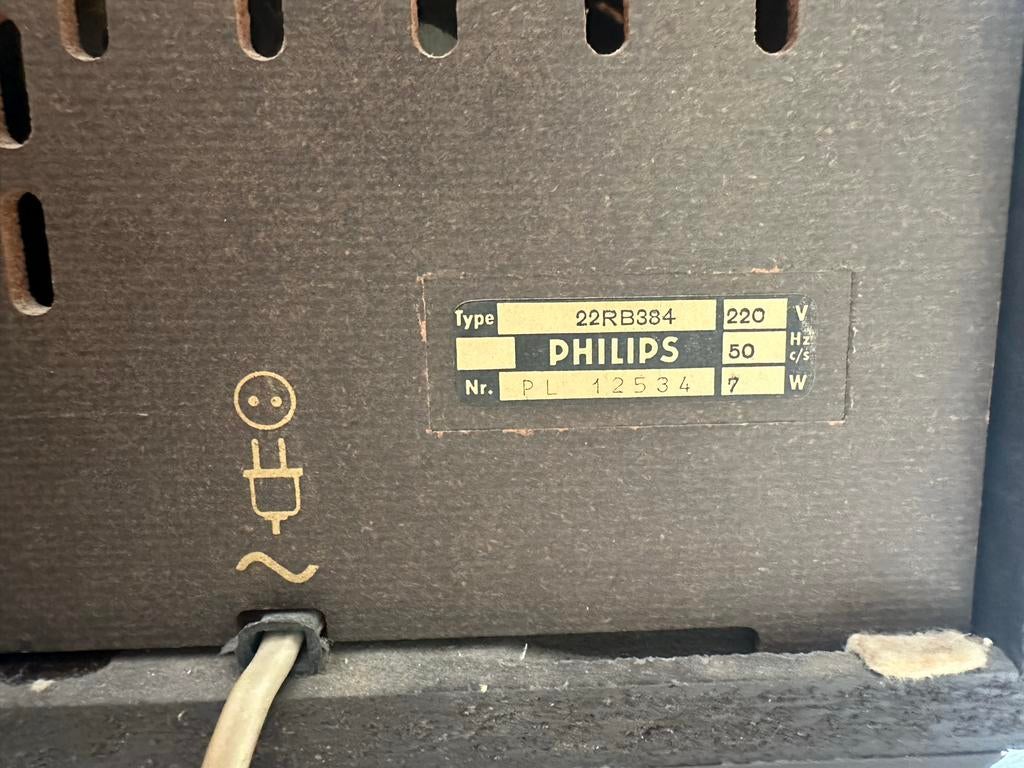 Type 22RB384 220 V
PHILIPS 50 Hz c/s
Nr. PL 12534 7 W